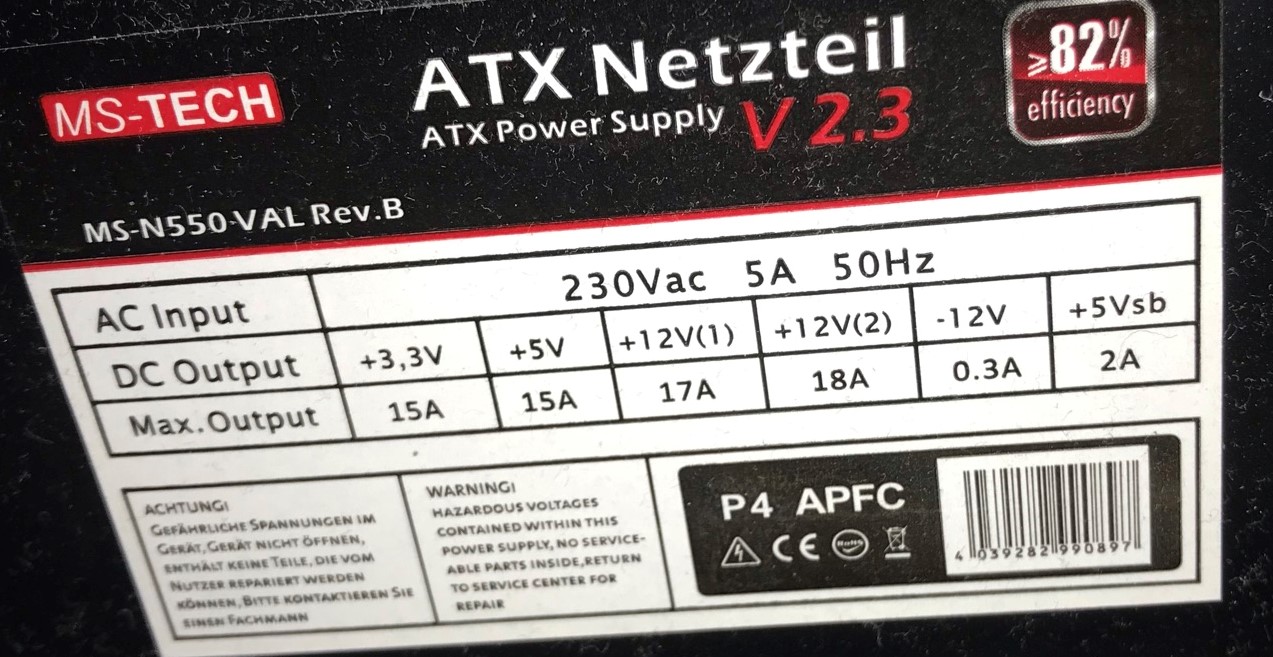 MS-TECH
ATX Netzteil
ATX Power Supply V 2.3
≥82%
efficiency
MS-N550-VAL Rev.B
AC Input 230Vac 5A 50Hz
DC Output +3,3V +5V +12V(1) +12V(2) -12V +5Vsb
Max.Output 15A 15A 17A 18A 0.3A 2A
ACHTUNG!
GEFÄHRLICHE SPANNUNGEN IM
GERÄT,GERÄT NICHT ÖFFNEN,
ENTHÄLT KEINE TEILE, DIE VOM
NUTZER REPARIERT WERDEN
KÖNNEN, BITTE KONTAKTIEREN SIE
EINEN FACHMANN
WARNING!
HAZARDOUS VOLTAGES
CONTAINED WITHIN THIS
POWER SUPPLY, NO SERVICE-
ABLE PARTS INSIDE,RETURN
TO SERVICE CENTER FOR
REPAIR
P4 APFC
CE RoHS
4 039282 990897